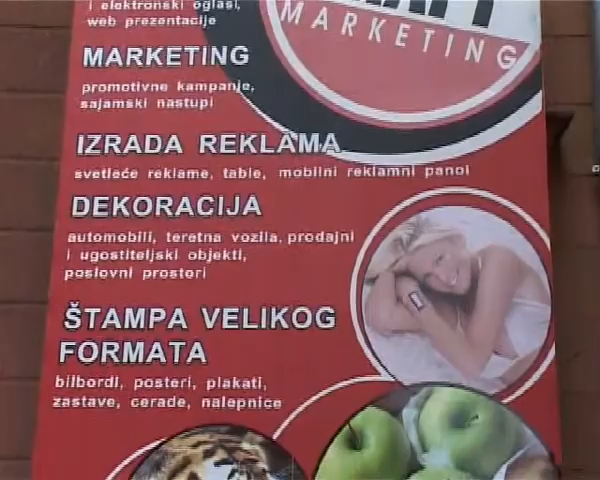 i elektronski oglasi,
web prezentacije
MARKETING
MARKETING
promotivne kampanje,
sajamski nastupi
IZRADA REKLAMA
svetleće reklame, table, mobilni reklamni panoi
DEKORACIJA
automobili, teretna vozila, prodajni
i ugostiteljski objekti,
poslovni prostori
ŠTAMPA VELIKOG
FORMATA
bilbordi, posteri, plakati,
zastave, cerade, nalepnice